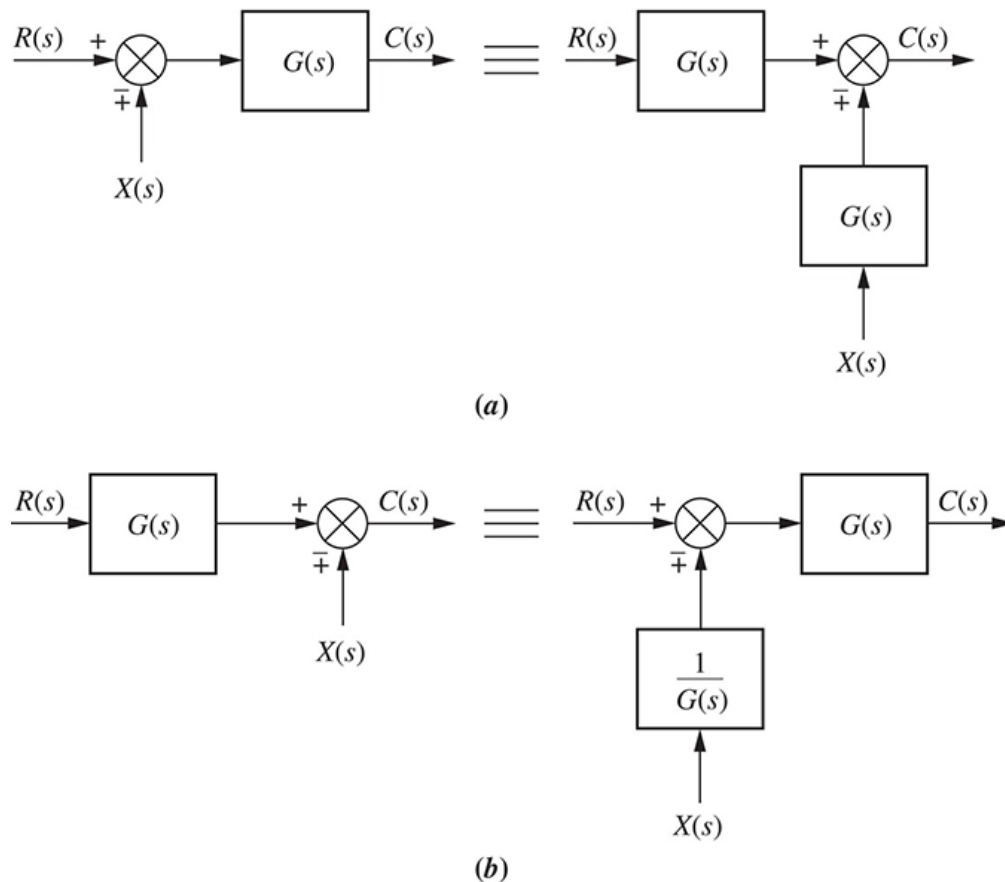 R(s) + G(s) C(s) R(s) G(s) + C(s)
∓ ∓
X(s)
G(s)
X(s)
(a)
R(s) G(s) + C(s) R(s) + G(s) C(s)
∓ ∓
X(s)
1
G(s)
X(s)
(b)